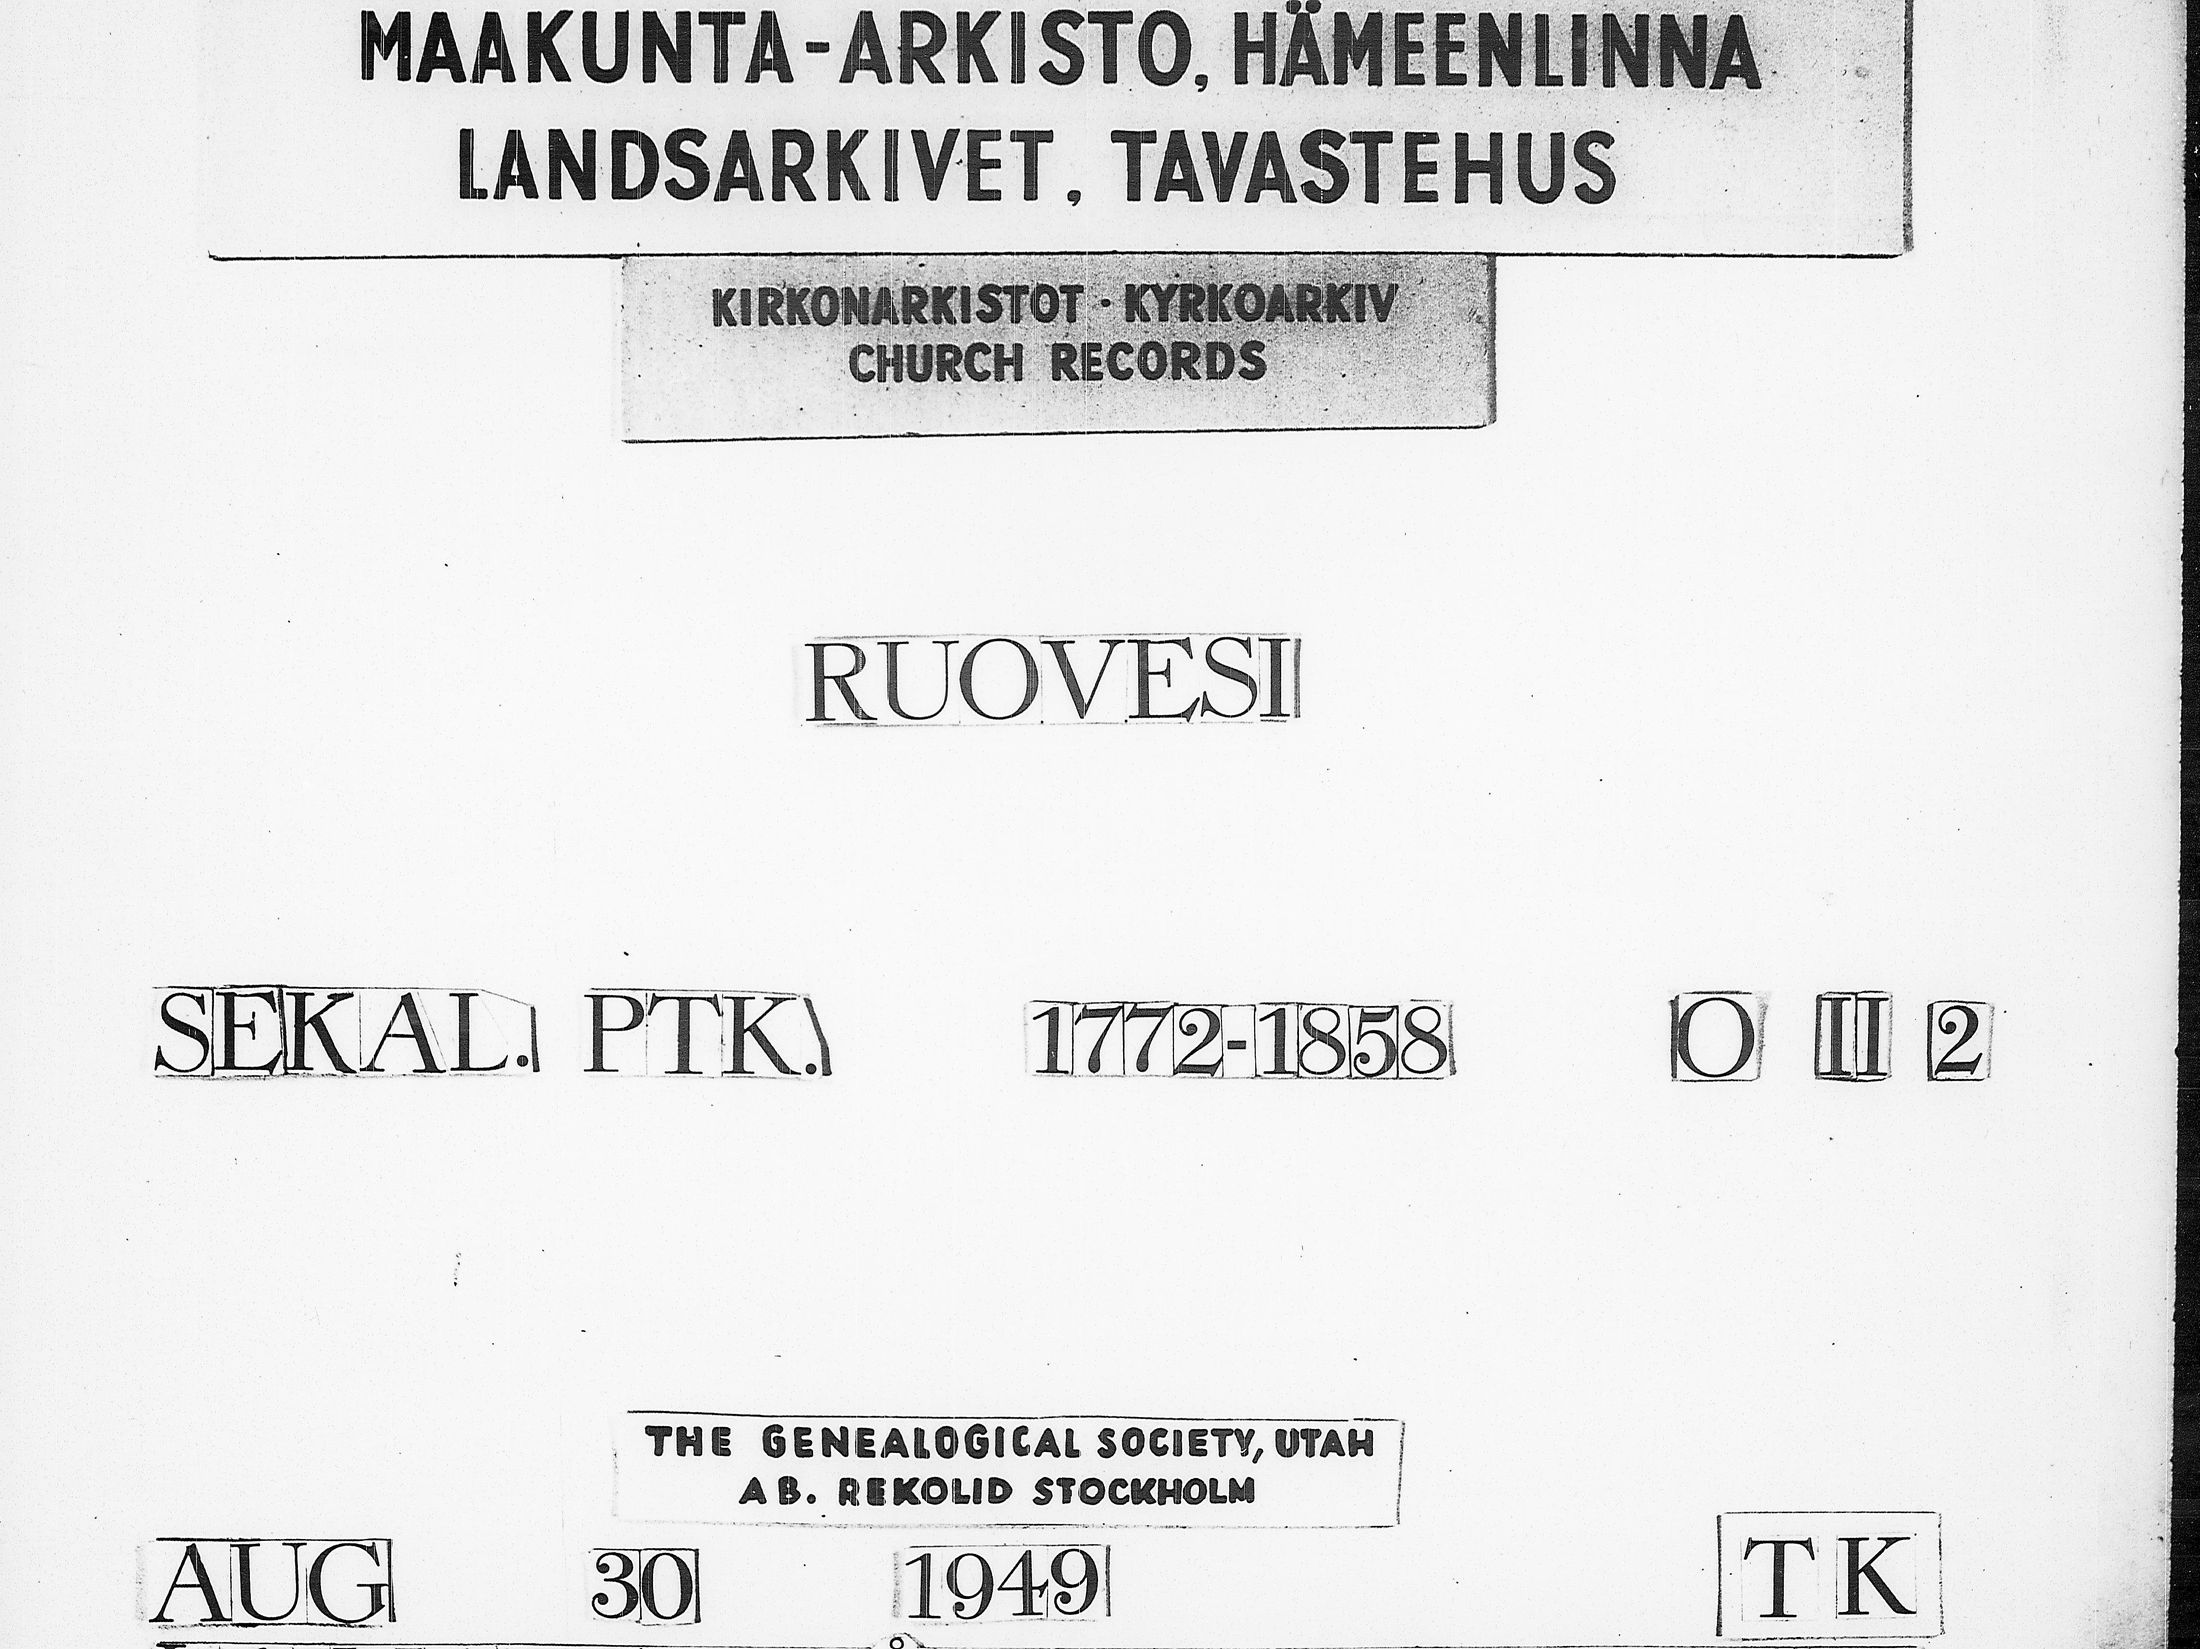 MAAKUNTA-ARKISTO, HÄMEENLINNA
LANDSARKIVET, TAVASTEHUS
KIRKONARKISTOT · KYRKOARKIV
CHURCH RECORDS
RUOVESI
SEKAL. PTK. 1772-1858 O II 2
THE GENEALOGICAL SOCIETY, UTAH
AB. REKOLID STOCKHOLM
AUG 30 1949 TK